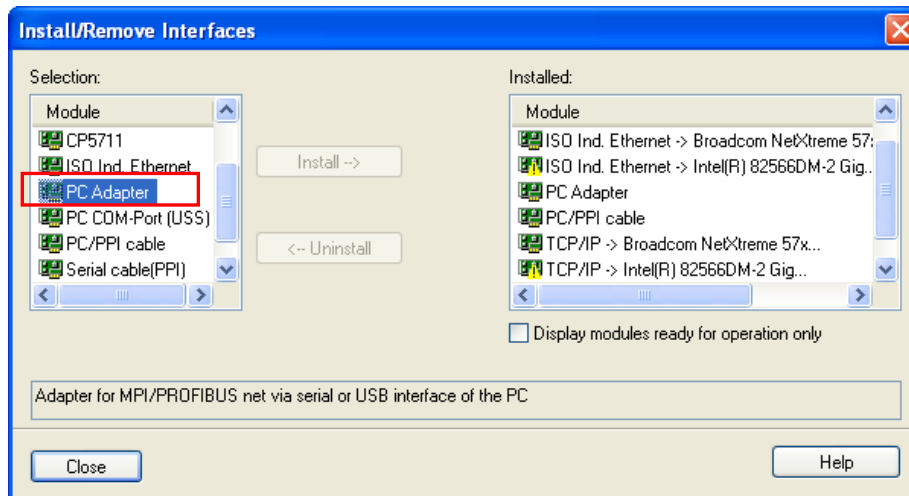 Install/Remove Interfaces
Selection:
Module
CP5711
ISO Ind. Ethernet
PC Adapter
PC COM-Port (USS)
PC/PPI cable
Serial cable(PPI)
Install -->
<-- Uninstall
Installed:
Module
ISO Ind. Ethernet -> Broadcom NetXtreme 57x
ISO Ind. Ethernet -> Intel(R) 82566DM-2 Gig...
PC Adapter
PC/PPI cable
TCP/IP -> Broadcom NetXtreme 57x...
TCP/IP -> Intel(R) 82566DM-2 Gig...
Display modules ready for operation only
Adapter for MPI/PROFIBUS net via serial or USB interface of the PC
Close
Help